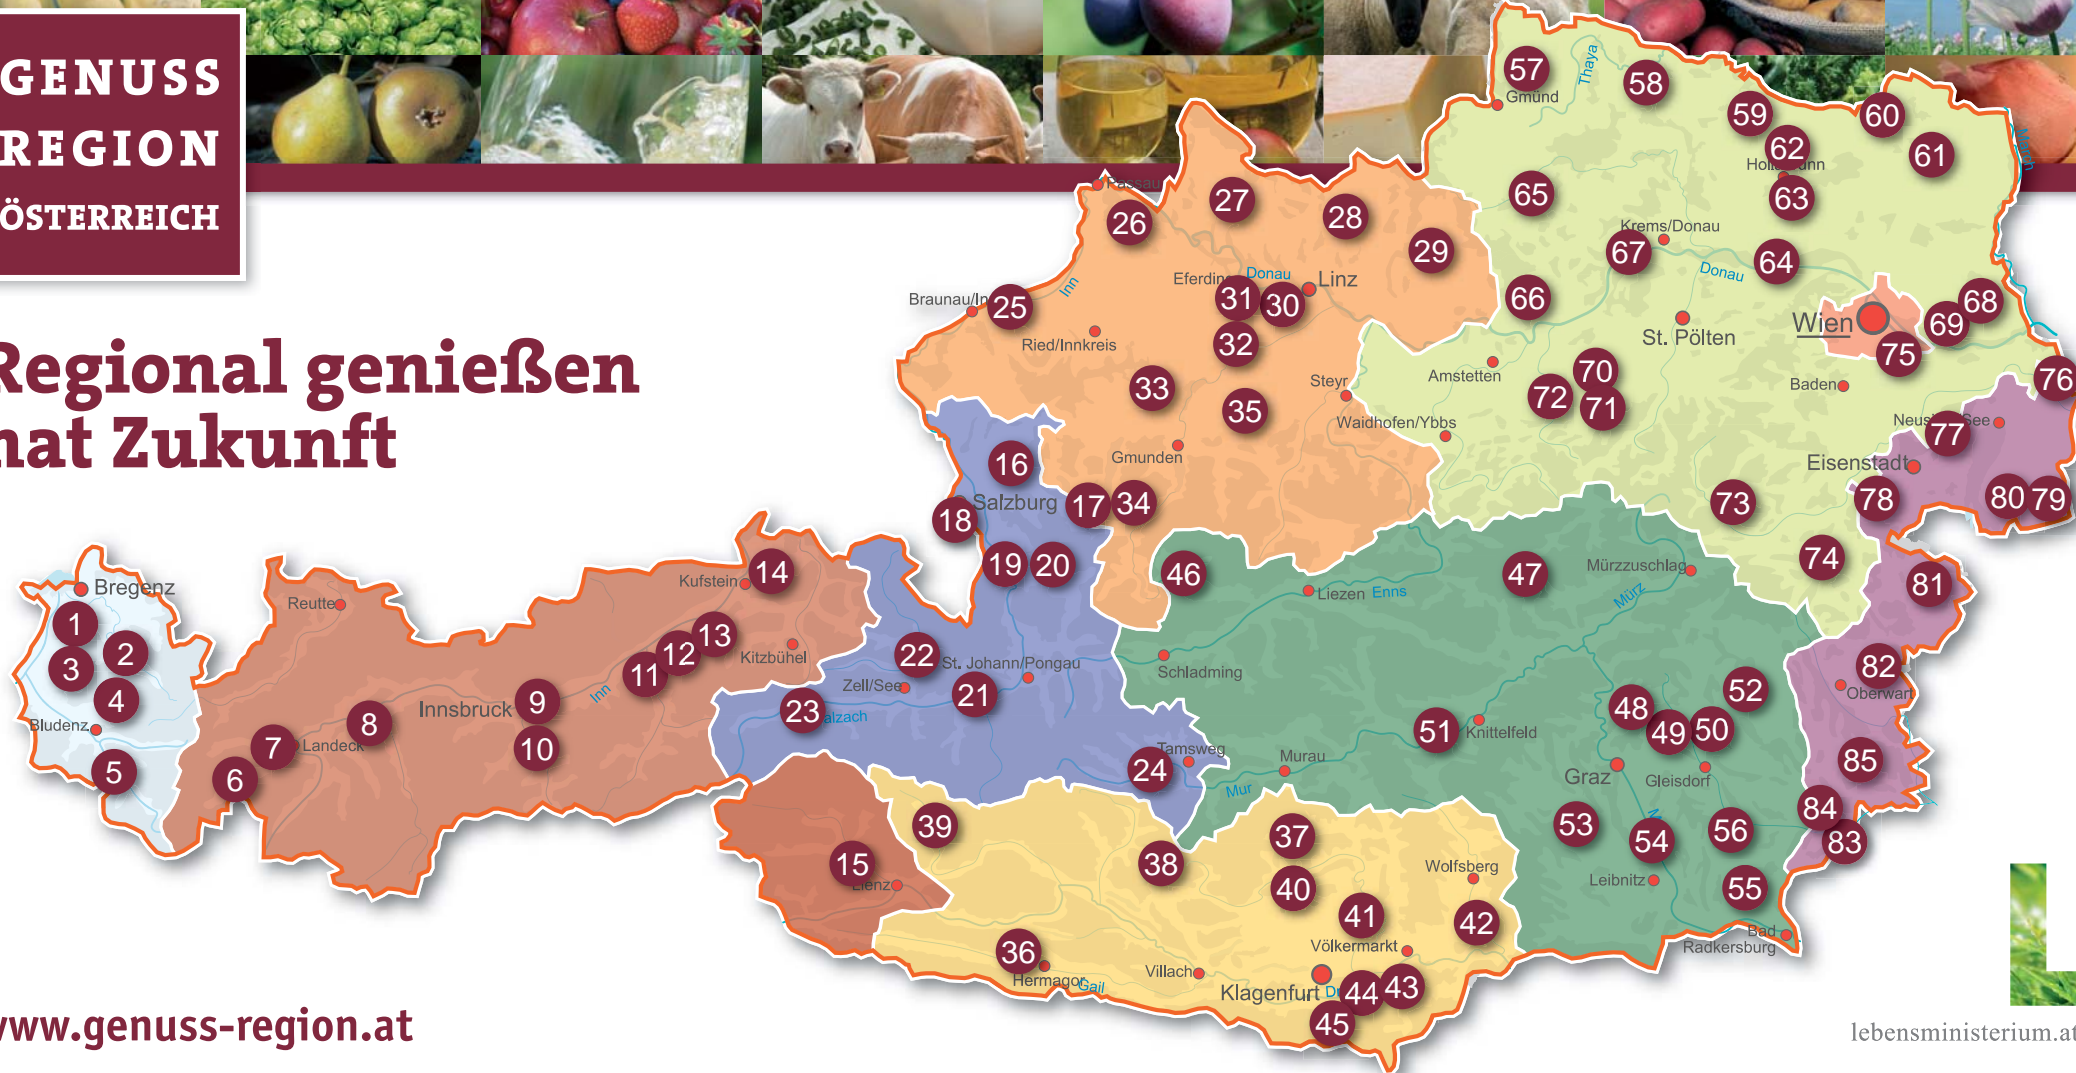 GENUSS
REGION
ÖSTERREICH
Regional genießen
hat Zukunft
www.genuss-region.at
lebensministerium.at
57
Gmünd
Thaya
58
59
60
62
61
March
63
65
Krems/Donau
67
64
Donau
66
68
69
Wien
75
St. Pölten
76
Amstetten
70
72
71
Baden
77
Eisenstadt
78
80
79
73
74
81
Passau
26
27
28
29
Donau
31
30
Linz
25
Inn
Ried/Innkreis
32
33
35
Steyr
Waidhofen/Ybbs
Gmunden
16
Salzburg
17
34
18
19
20
46
47
Mürzzuschlag
Liezen
Enns
Mürz
Bregenz
1
2
3
4
Bludenz
5
Reutte
Kufstein
14
13
12
11
Kitzbühel
Inn
Innsbruck
9
10
8
7
Landeck
6
22
St. Johann/Pongau
Zell/See
21
23
Schladming
Tamsweg
24
Murau
Mur
51
Knittelfeld
48
49
50
52
Graz
Gleisdorf
53
54
56
55
Leibnitz
Bad
Radkersburg
82
Oberwart
85
84
83
15
Lienz
39
38
37
40
41
Wolfsberg
42
Völkermarkt
36
Hermagor
Gail
Villach
Klagenfurt
44
43
45